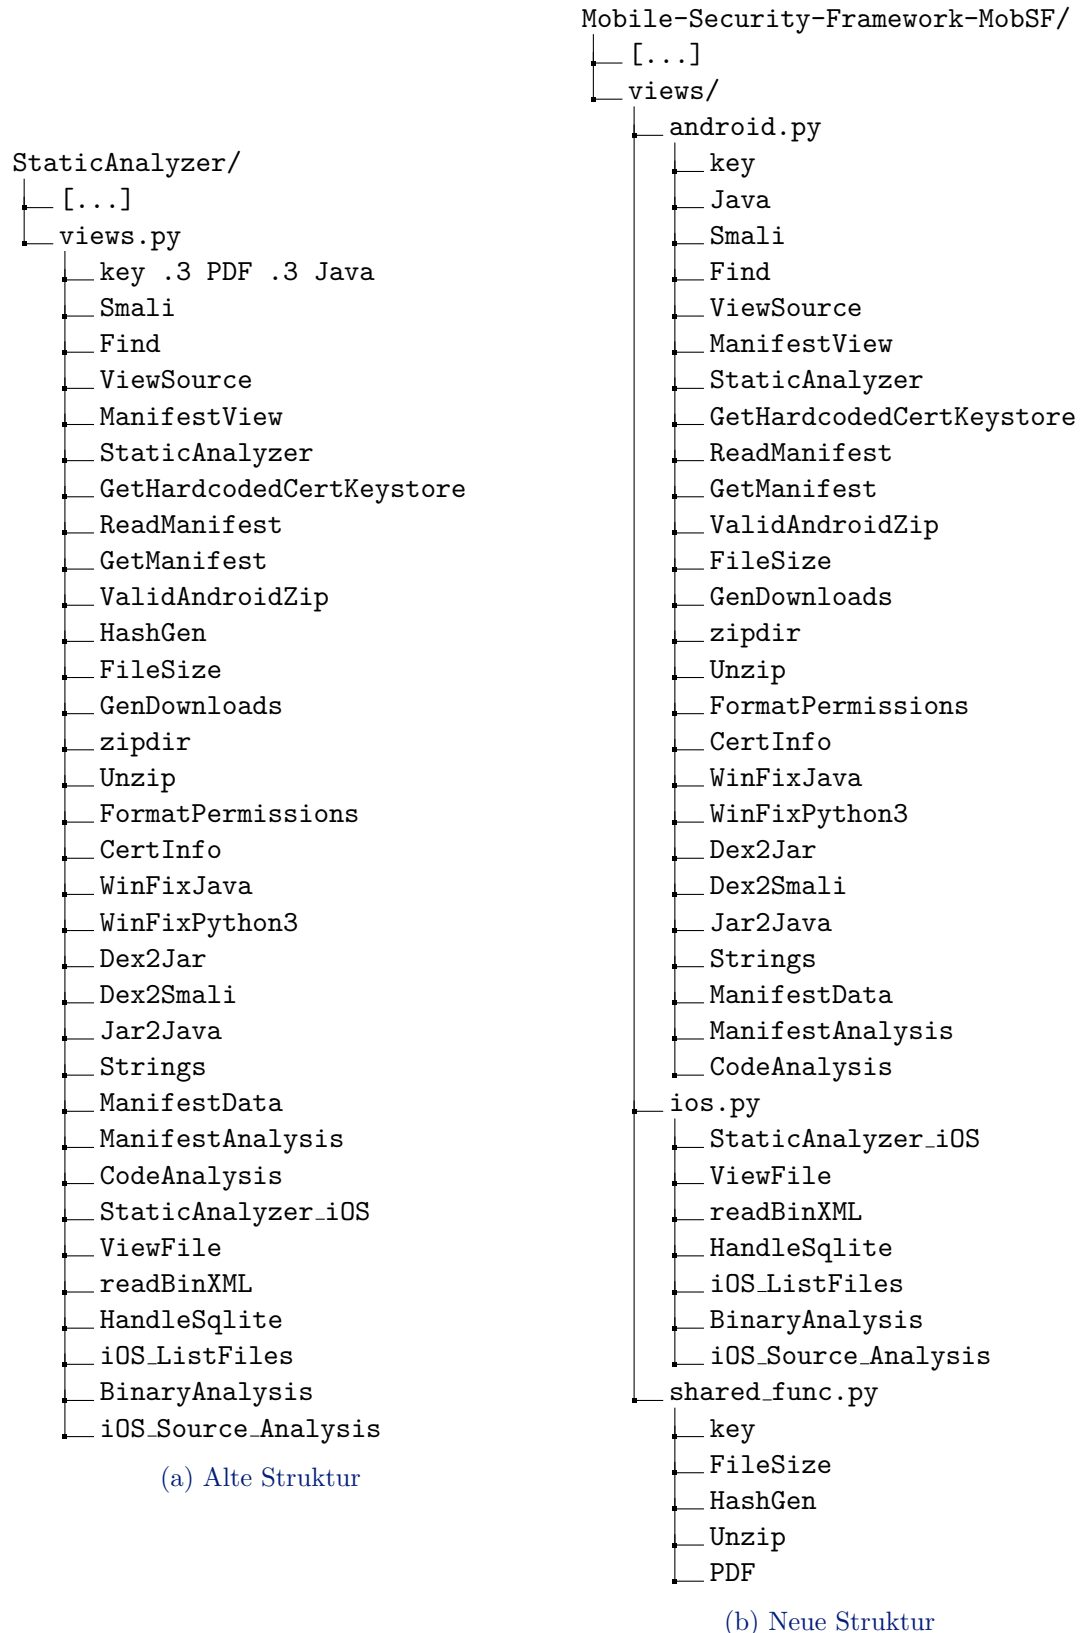 StaticAnalyzer/
[...]
views.py
key .3 PDF .3 Java
Smali
Find
ViewSource
ManifestView
StaticAnalyzer
GetHardcodedCertKeystore
ReadManifest
GetManifest
ValidAndroidZip
HashGen
FileSize
GenDownloads
zipdir
Unzip
FormatPermissions
CertInfo
WinFixJava
WinFixPython3
Dex2Jar
Dex2Smali
Jar2Java
Strings
ManifestData
ManifestAnalysis
CodeAnalysis
StaticAnalyzer_iOS
ViewFile
readBinXML
HandleSqlite
iOS_ListFiles
BinaryAnalysis
iOS_Source_Analysis
(a) Alte Struktur
Mobile-Security-Framework-MobSF/
[...]
views/
android.py
key
Java
Smali
Find
ViewSource
ManifestView
StaticAnalyzer
GetHardcodedCertKeystore
ReadManifest
GetManifest
ValidAndroidZip
FileSize
GenDownloads
zipdir
Unzip
FormatPermissions
CertInfo
WinFixJava
WinFixPython3
Dex2Jar
Dex2Smali
Jar2Java
Strings
ManifestData
ManifestAnalysis
CodeAnalysis
ios.py
StaticAnalyzer_iOS
ViewFile
readBinXML
HandleSqlite
iOS_ListFiles
BinaryAnalysis
iOS_Source_Analysis
shared_func.py
key
FileSize
HashGen
Unzip
PDF
(b) Neue Struktur